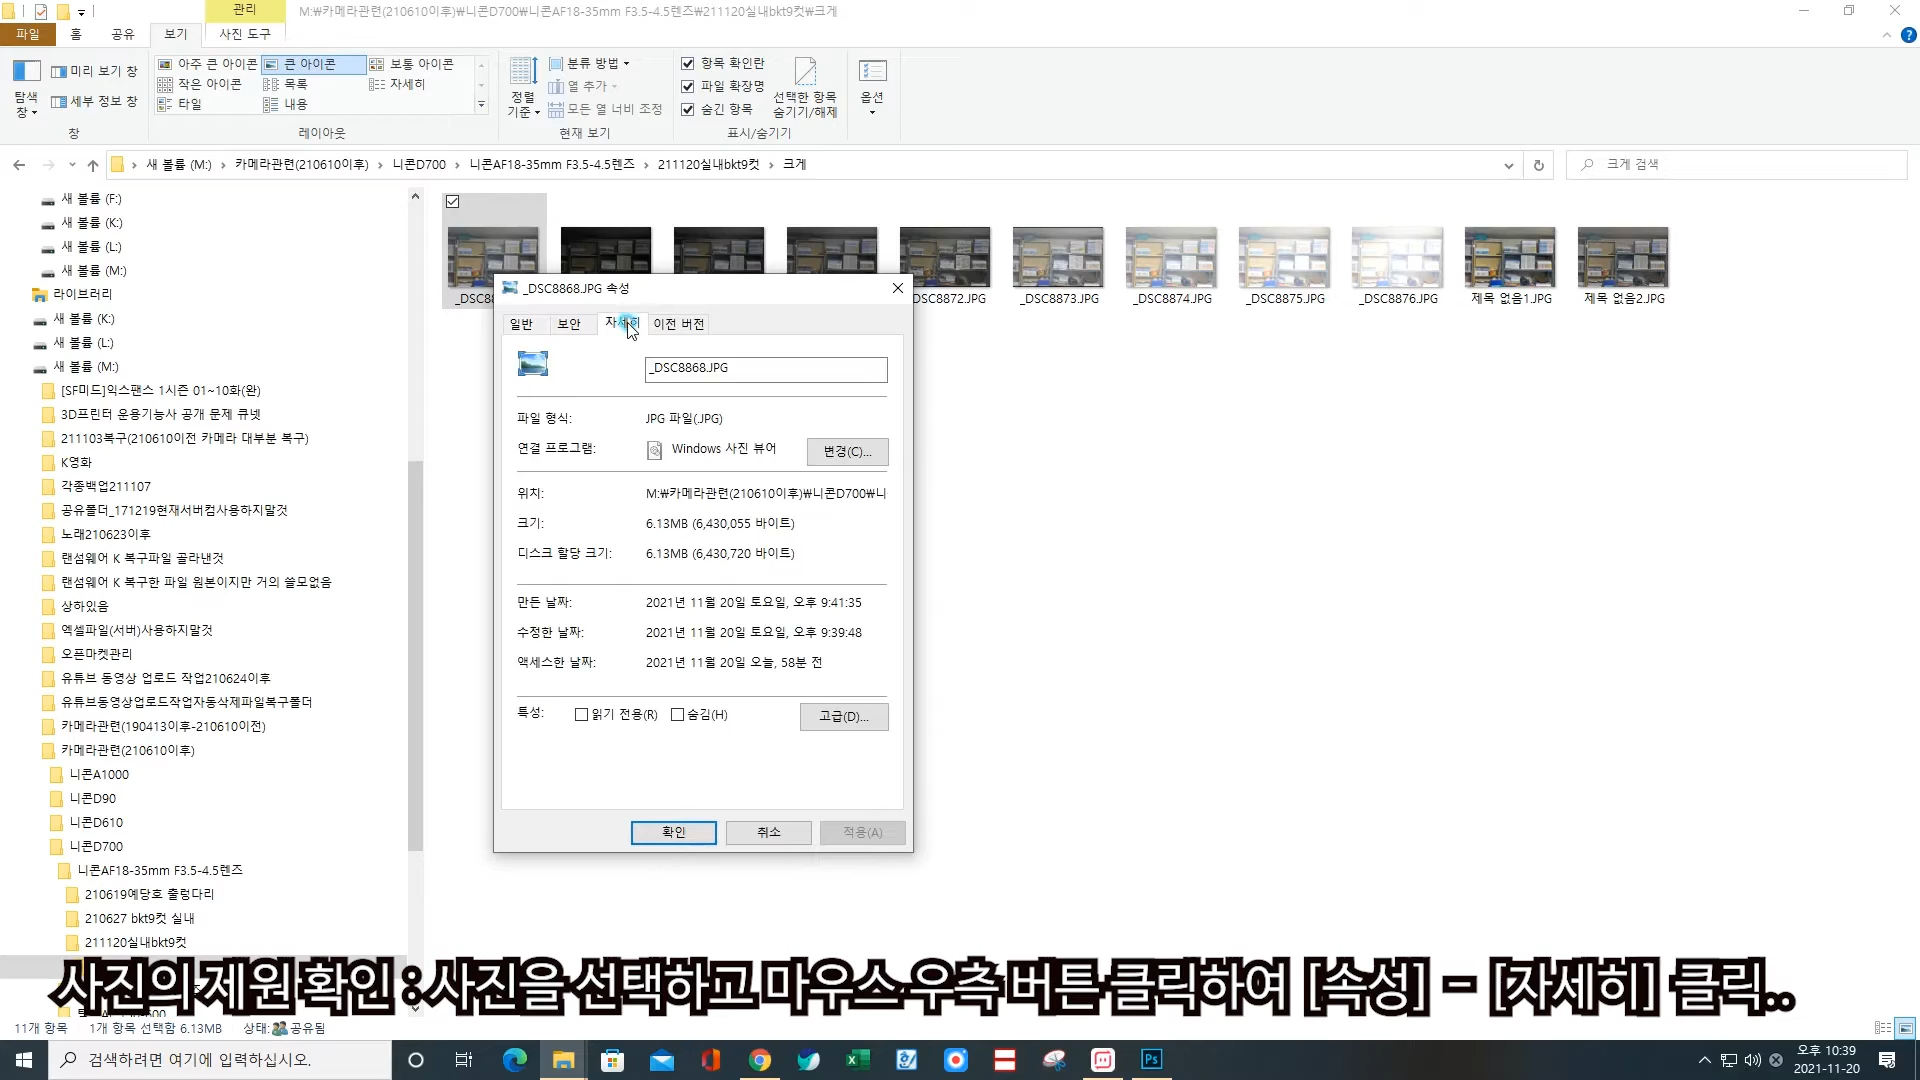 관리
M:₩카메라관련(210610이후)₩니콘D700₩니콘AF18-35mm F3.5-4.5렌즈₩211120실내bkt9컷₩크게
파일
홈
공유
보기
사진 도구
탐색 창
미리 보기 창
세부 정보 창
창
아주 큰 아이콘
큰 아이콘
보통 아이콘
작은 아이콘
목록
자세히
타일
내용
레이아웃
정렬 기준
분류 방법
열 추가
모든 열 너비 조정
현재 보기
항목 확인란
파일 확장명
숨긴 항목
선택한 항목 숨기기/해제
표시/숨기기
옵션
새 볼륨 (M:) › 카메라관련(210610이후) › 니콘D700 › 니콘AF18-35mm F3.5-4.5렌즈 › 211120실내bkt9컷 › 크게
크게 검색
새 볼륨 (F:)
새 볼륨 (K:)
새 볼륨 (L:)
새 볼륨 (M:)
라이브러리
새 볼륨 (K:)
새 볼륨 (L:)
새 볼륨 (M:)
[SF미드]익스팬스 1시즌 01~10화(완)
3D프린터 운용기능사 공개 문제 큐넷
211103복구(210610이전 카메라 대부분 복구)
K영화
각종백업211107
공유폴더_171219현재서버컴사용하지말것
노래210623이후
랜섬웨어 K 복구파일 골라낸것
랜섬웨어 K 복구한 파일 원본이지만 거의 쓸모없음
상하있음
엑셀파일(서버)사용하지말것
오픈마켓관리
유튜브 동영상 업로드 작업210624이후
유튜브동영상업로드작업자동삭제파일복구폴더
카메라관련(190413이후-210610이전)
카메라관련(210610이후)
니콘A1000
니콘D90
니콘D610
니콘D700
니콘AF18-35mm F3.5-4.5렌즈
210619예당호 출렁다리
210627 bkt9컷 실내
211120실내bkt9컷
_DSC8
DSC8872.JPG
_DSC8873.JPG
_DSC8874.JPG
_DSC8875.JPG
_DSC8876.JPG
제목 없음1.JPG
제목 없음2.JPG
_DSC8868.JPG 속성
일반
보안
자세히
이전 버전
_DSC8868.JPG
파일 형식: JPG 파일(.JPG)
연결 프로그램: Windows 사진 뷰어
변경(C)...
위치: M:₩카메라관련(210610이후)₩니콘D700₩니
크기: 6.13MB (6,430,055 바이트)
디스크 할당 크기: 6.13MB (6,430,720 바이트)
만든 날짜: 2021년 11월 20일 토요일, 오후 9:41:35
수정한 날짜: 2021년 11월 20일 토요일, 오후 9:39:48
액세스한 날짜: 2021년 11월 20일 오늘, 58분 전
특성: 읽기 전용(R) 숨김(H)
고급(D)...
확인
취소
적용(A)
사진의 제원 확인 : 사진을 선택하고 마우스 우측 버튼 클릭하여 [속성] - [자세히] 클릭..
11개 항목 1개 항목 선택함 6.13MB 상태: 공유됨
검색하려면 여기에 입력하십시오.
Ps
오후 10:39
2021-11-20